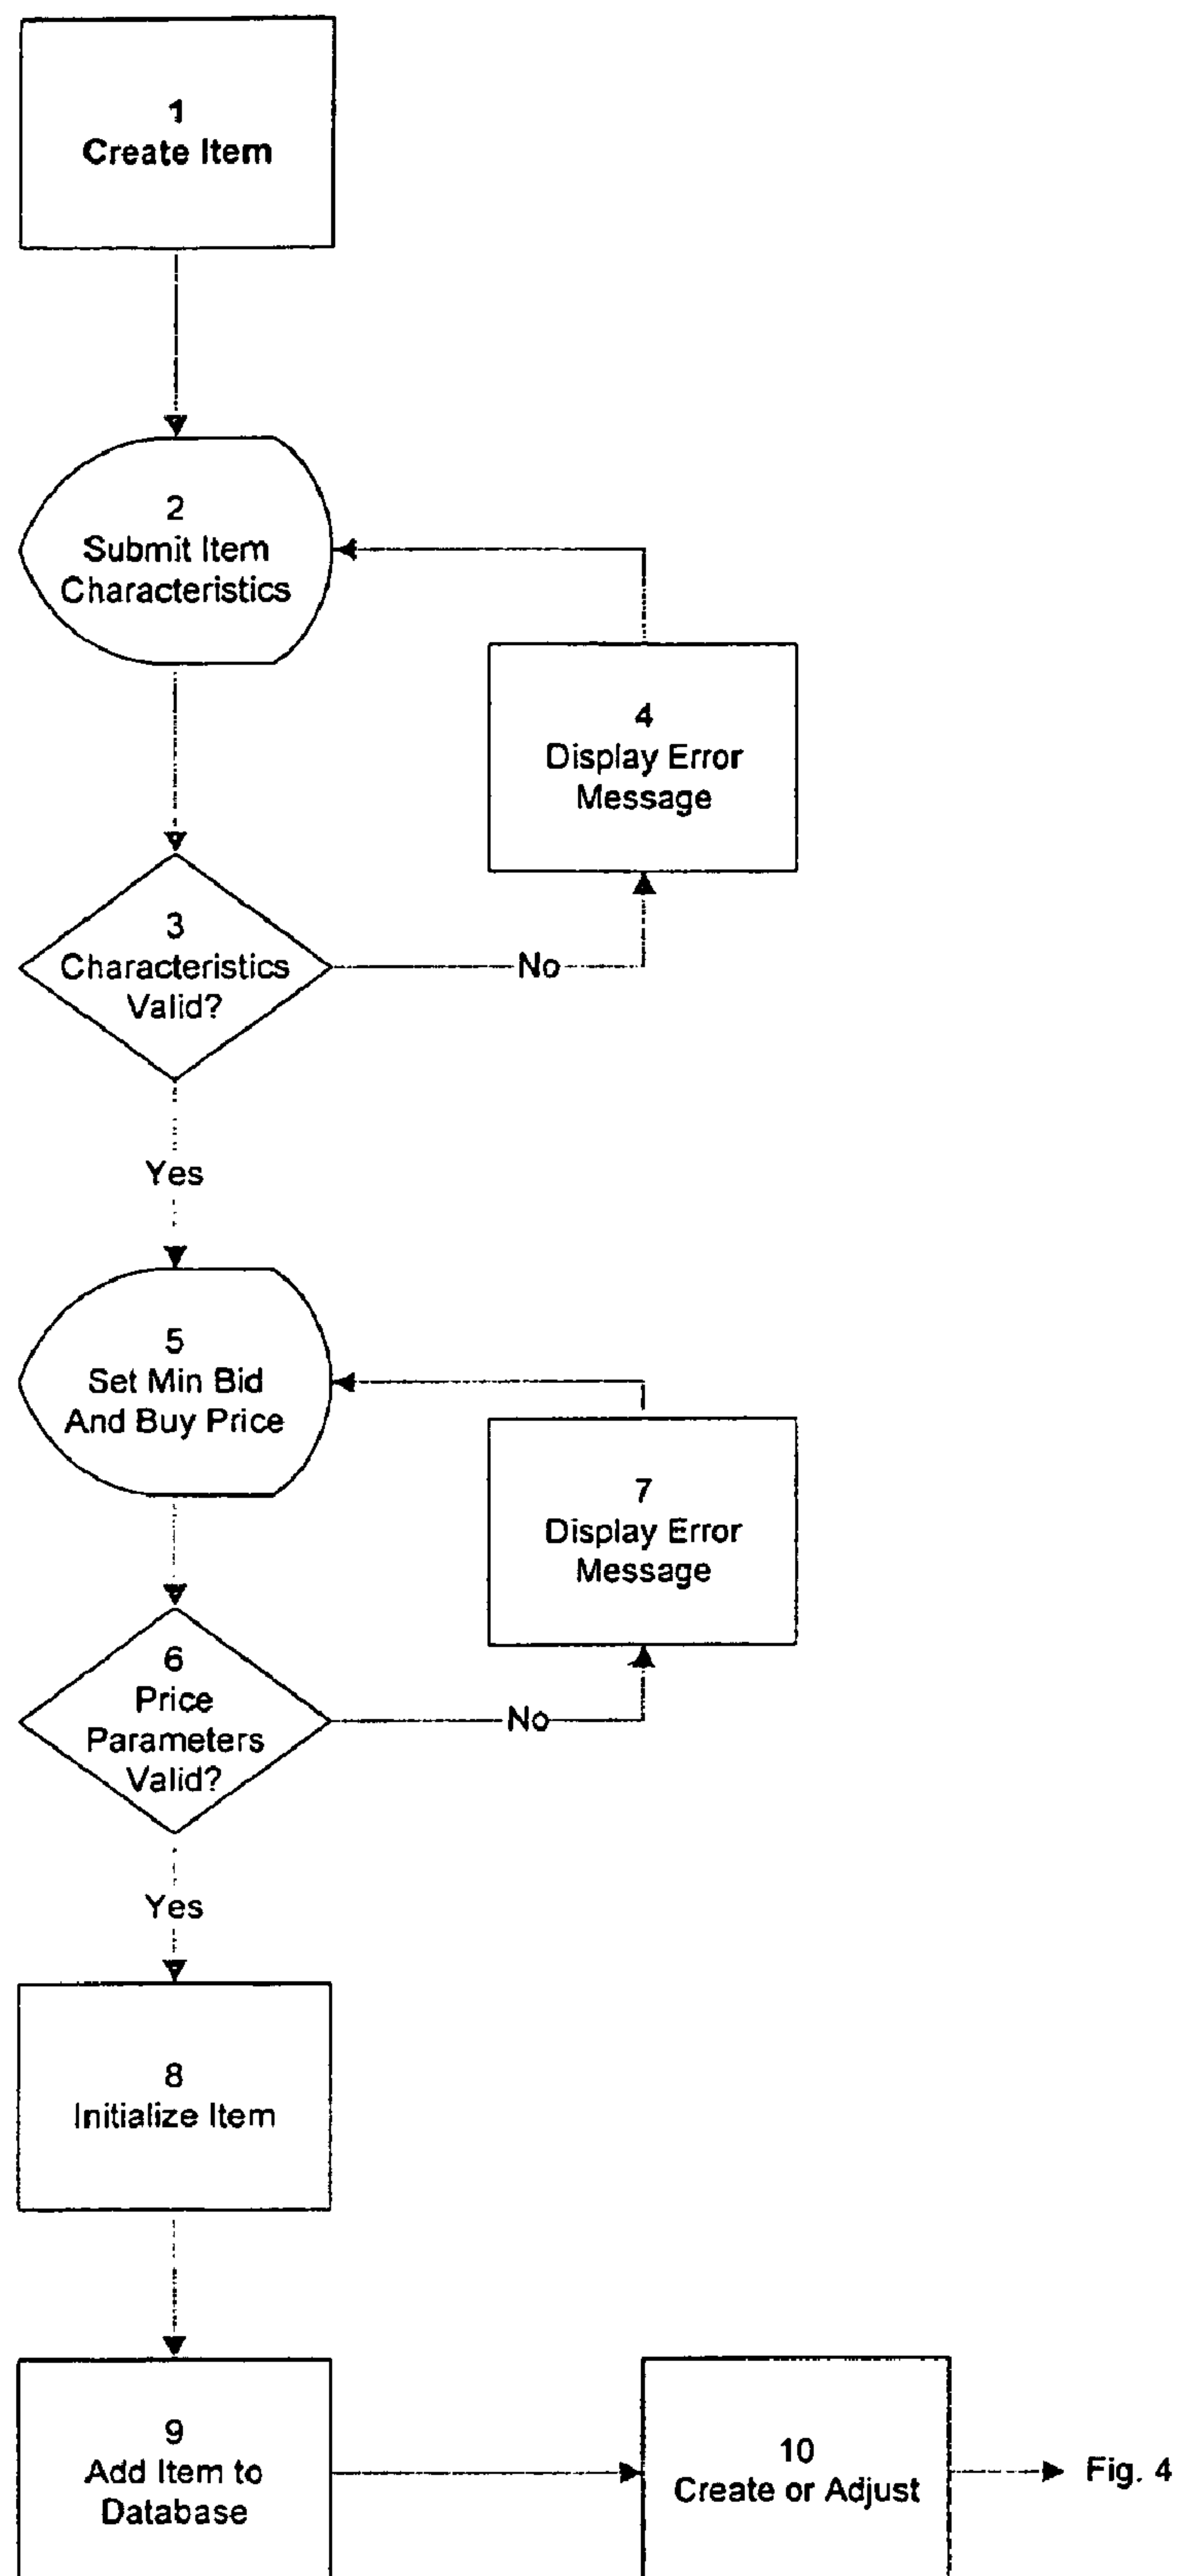 1
Create Item
2
Submit Item
Characteristics
4
Display Error
Message
3
Characteristics
Valid?
No
Yes
5
Set Min Bid
And Buy Price
7
Display Error
Message
6
Price
Parameters
Valid?
No
Yes
8
Initialize Item
9
Add Item to
Database
10
Create or Adjust
Fig. 4